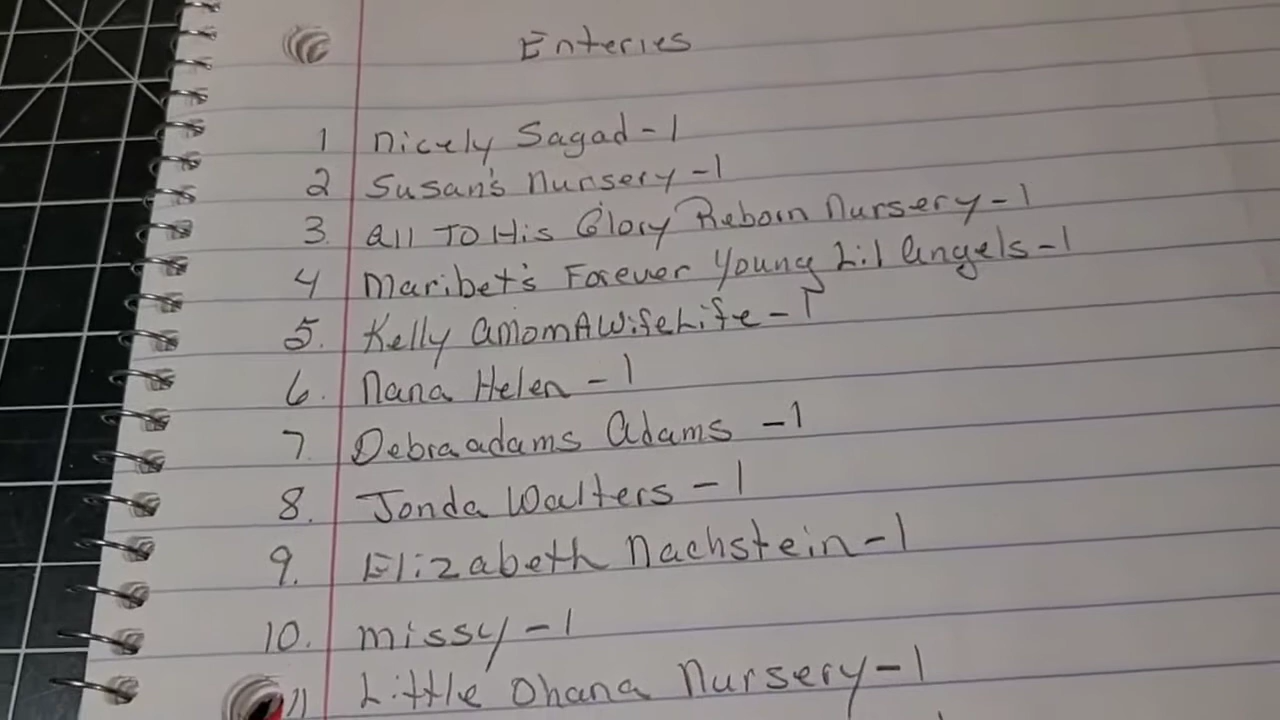 Enteries
1 Nicely Sagad-1
2 Susan's Nursery-1
3. All To His Glory Reborn Nursery-1
4 Maribet's Forever Young Lil Angels-1
5. Kelly AMomAWifeLife-1
6. Nana Helen-1
7. Debraadams Adams-1
8. Jonda Walters-1
9. Elizabeth Nachstein-1
10. Missy-1
11 Little Ohana Nursery-1